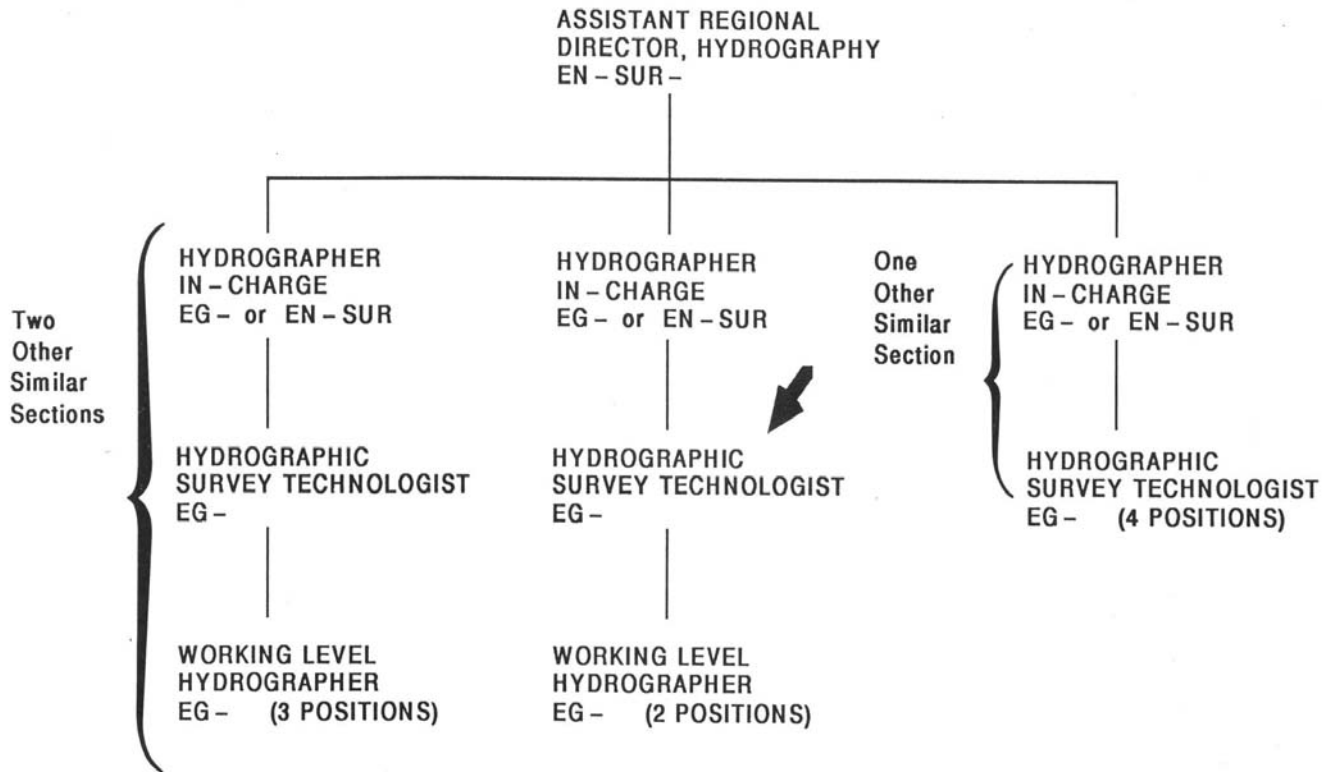 ASSISTANT REGIONAL
DIRECTOR, HYDROGRAPHY
EN – SUR –
Two
Other
Similar
Sections
HYDROGRAPHER
IN – CHARGE
EG – or EN – SUR
HYDROGRAPHIC
SURVEY TECHNOLOGIST
EG –
WORKING LEVEL
HYDROGRAPHER
EG – (3 POSITIONS)
HYDROGRAPHER
IN – CHARGE
EG – or EN – SUR
HYDROGRAPHIC
SURVEY TECHNOLOGIST
EG –
WORKING LEVEL
HYDROGRAPHER
EG – (2 POSITIONS)
One
Other
Similar
Section
HYDROGRAPHER
IN – CHARGE
EG – or EN – SUR
HYDROGRAPHIC
SURVEY TECHNOLOGIST
EG – (4 POSITIONS)